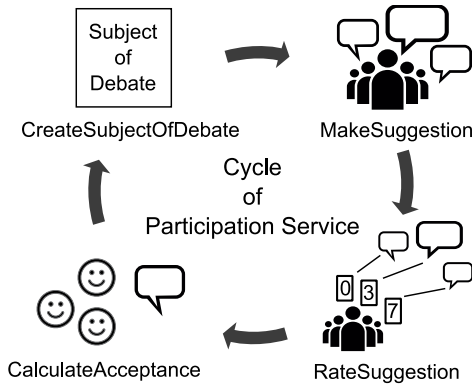 Subject
of
Debate
CreateSubjectOfDebate
MakeSuggestion
Cycle
of
Participation Service
0 3 7
CalculateAcceptance
RateSuggestion